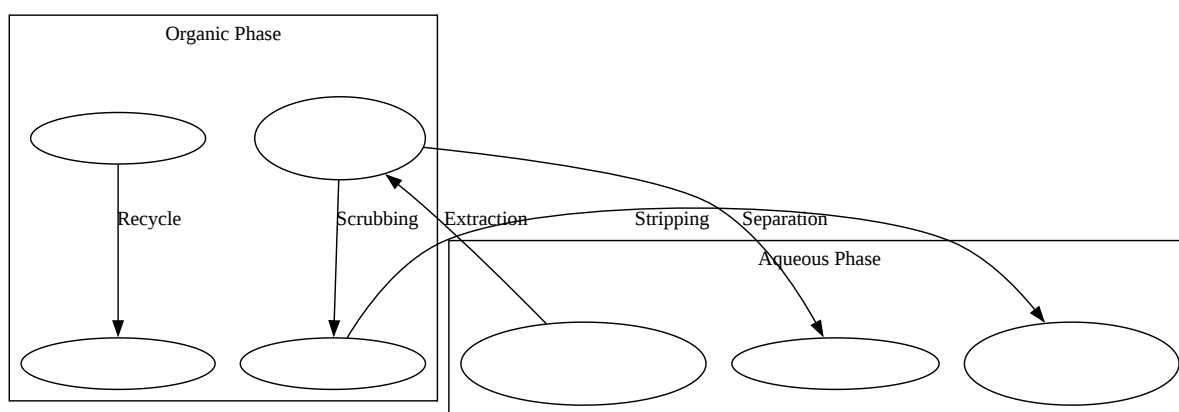 Organic Phase
Recycle
Scrubbing
Extraction
Stripping
Separation
Aqueous Phase